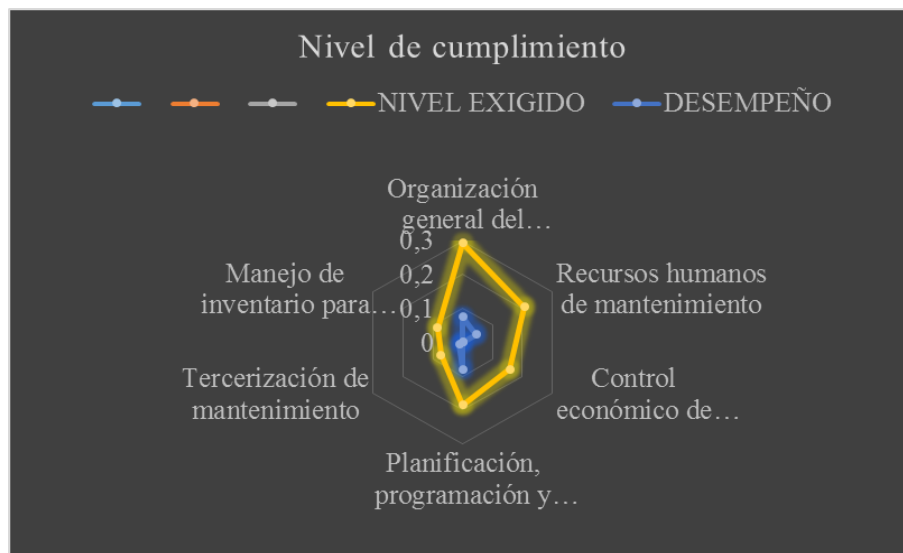 Nivel de cumplimiento
NIVEL EXIGIDO
DESEMPEÑO
Organización
general del...
0,3
0,2
0,1
0
Recursos humanos
de mantenimiento
Control
económico de...
Planificación,
programación y...
Tercerización de
mantenimiento
Manejo de
inventario para...